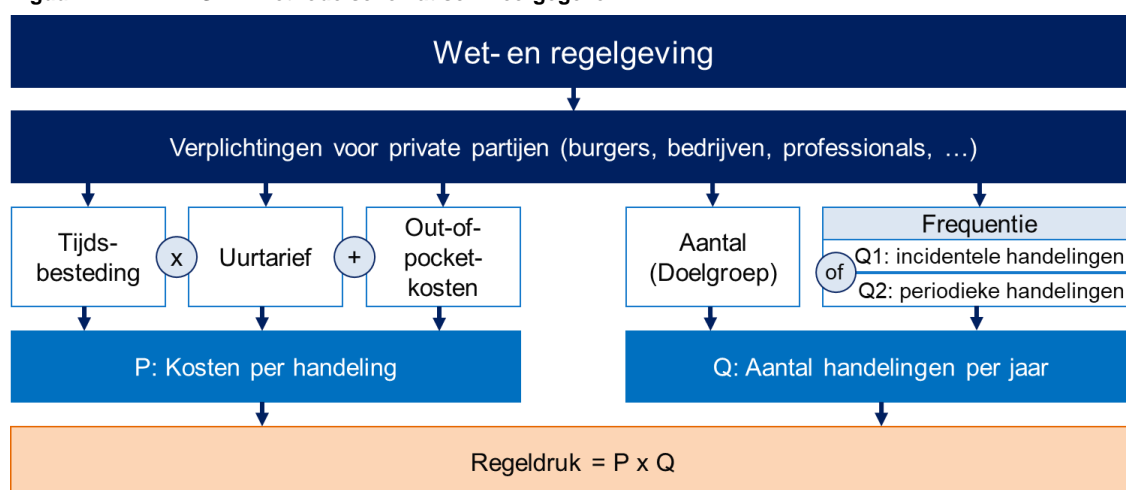 Wet- en regelgeving
Verplichtingen voor private partijen (burgers, bedrijven, professionals, …)
Tijds-
besteding
x
Uurtarief
+
Out-of-
pocket-
kosten
Aantal
(Doelgroep)
of
Frequentie
Q1: incidentele handelingen
Q2: periodieke handelingen
P: Kosten per handeling
Q: Aantal handelingen per jaar
Regeldruk = P x Q